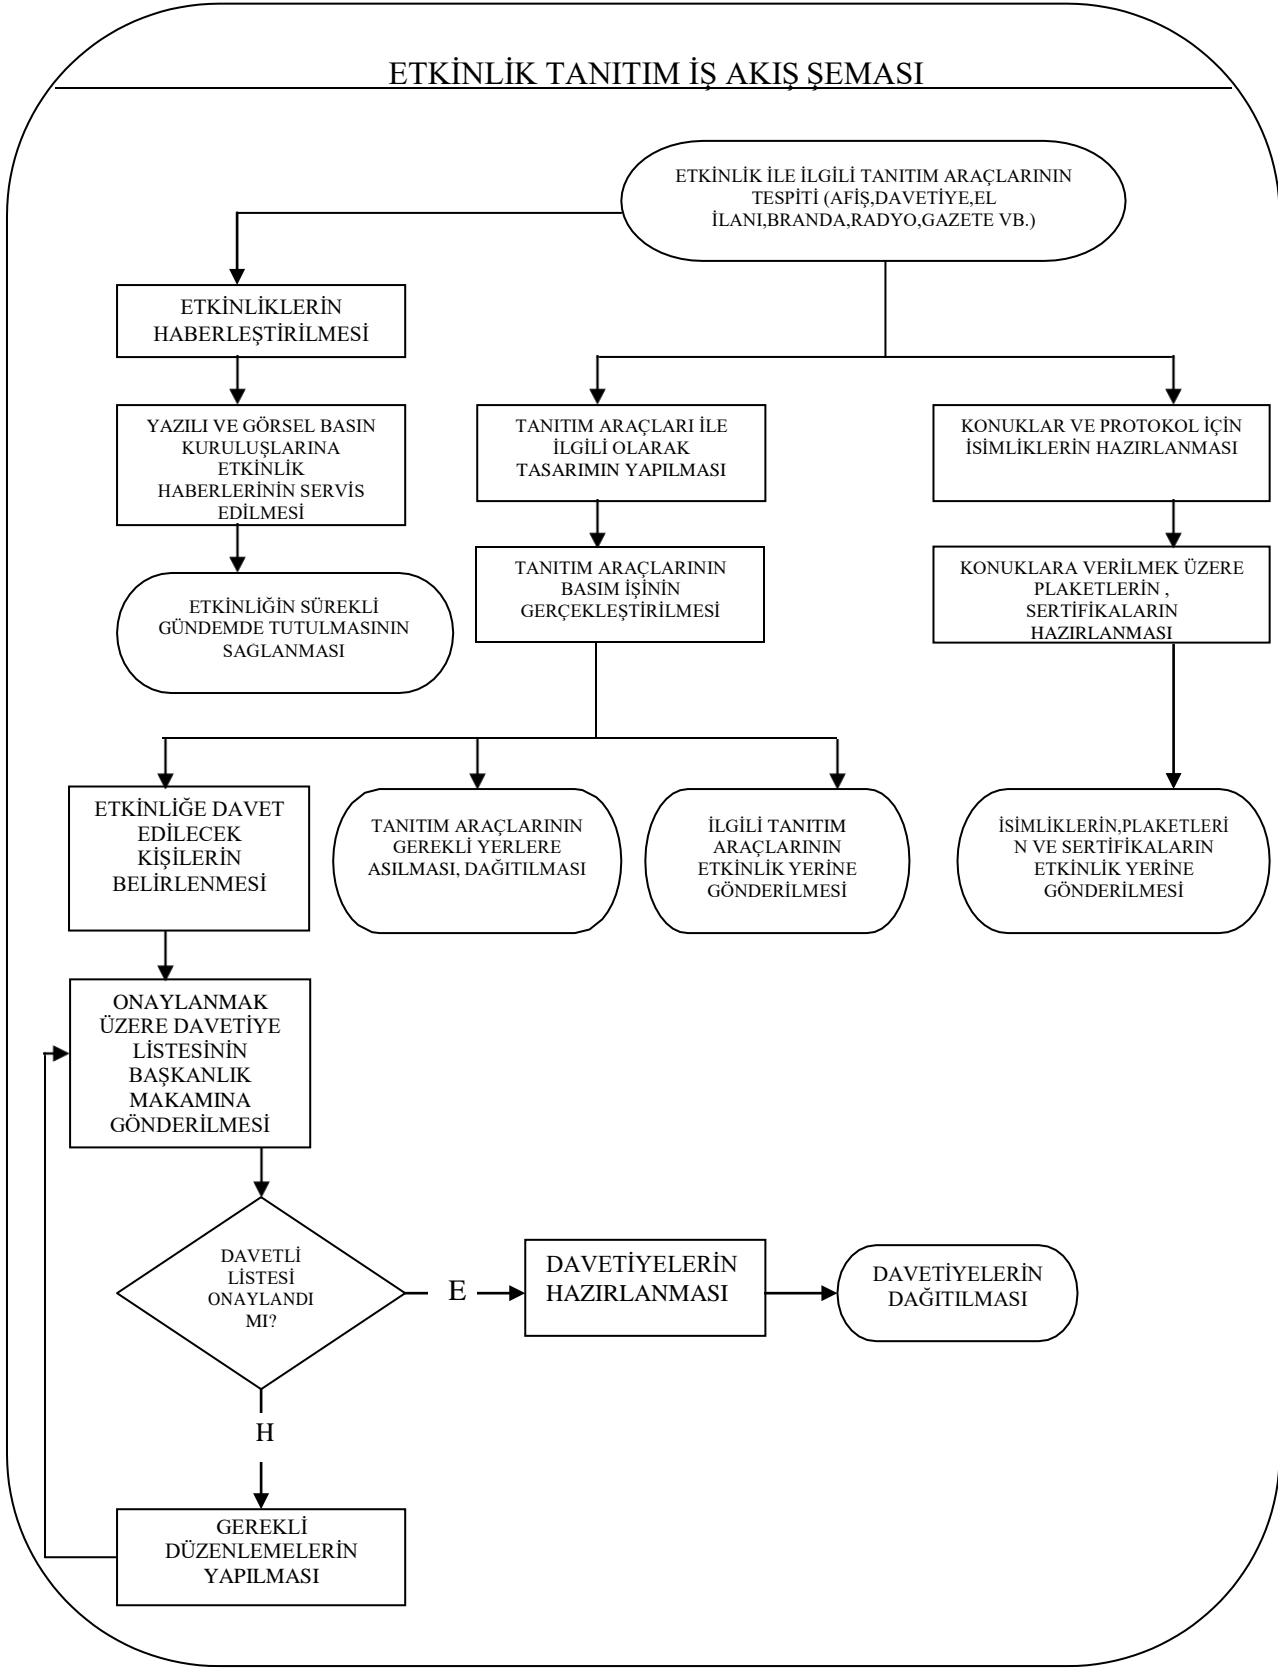 ETKİNLİK TANITIM İŞ AKIŞ ŞEMASI
ETKİNLİK İLE İLGİLİ TANITIM ARAÇLARININ
TESPİTİ (AFİŞ,DAVETİYE,EL
İLANI,BRANDA,RADYO,GAZETE VB.)
ETKİNLİKLERİN
HABERLEŞTİRİLMESİ
YAZILI VE GÖRSEL BASIN
KURULUŞLARINA
ETKİNLİK
HABERLERİNİN SERVİS
EDİLMESİ
ETKİNLİĞİN SÜREKLİ
GÜNDEMDE TUTULMASININ
SAĞLANMASI
TANITIM ARAÇLARI İLE
İLGİLİ OLARAK
TASARIMIN YAPILMASI
TANITIM ARAÇLARININ
BASIM İŞİNİN
GERÇEKLEŞTİRİLMESİ
KONUKLAR VE PROTOKOL İÇİN
İSİMLİKLERİN HAZIRLANMASI
KONUKLARA VERİLMEK ÜZERE
PLAKETLERİN ,
SERTİFİKALARIN
HAZIRLANMASI
ETKİNLİĞE DAVET
EDİLECEK
KİŞİLERİN
BELİRLENMESİ
TANITIM ARAÇLARININ
GEREKLİ YERLERE
ASILMASI, DAĞITILMASI
İLGİLİ TANITIM
ARAÇLARININ
ETKİNLİK YERİNE
GÖNDERİLMESİ
İSİMLİKLERİN,PLAKETLERİ
N VE SERTİFİKALARIN
ETKİNLİK YERİNE
GÖNDERİLMESİ
ONAYLANMAK
ÜZERE DAVETİYE
LİSTESİNİN
BAŞKANLIK
MAKAMINA
GÖNDERİLMESİ
DAVETLİ
LİSTESİ
ONAYLANDI
MI?
E
DAVETİYELERİN
HAZIRLANMASI
DAVETİYELERİN
DAĞITILMASI
H
GEREKLİ
DÜZENLEMELERİN
YAPILMASI